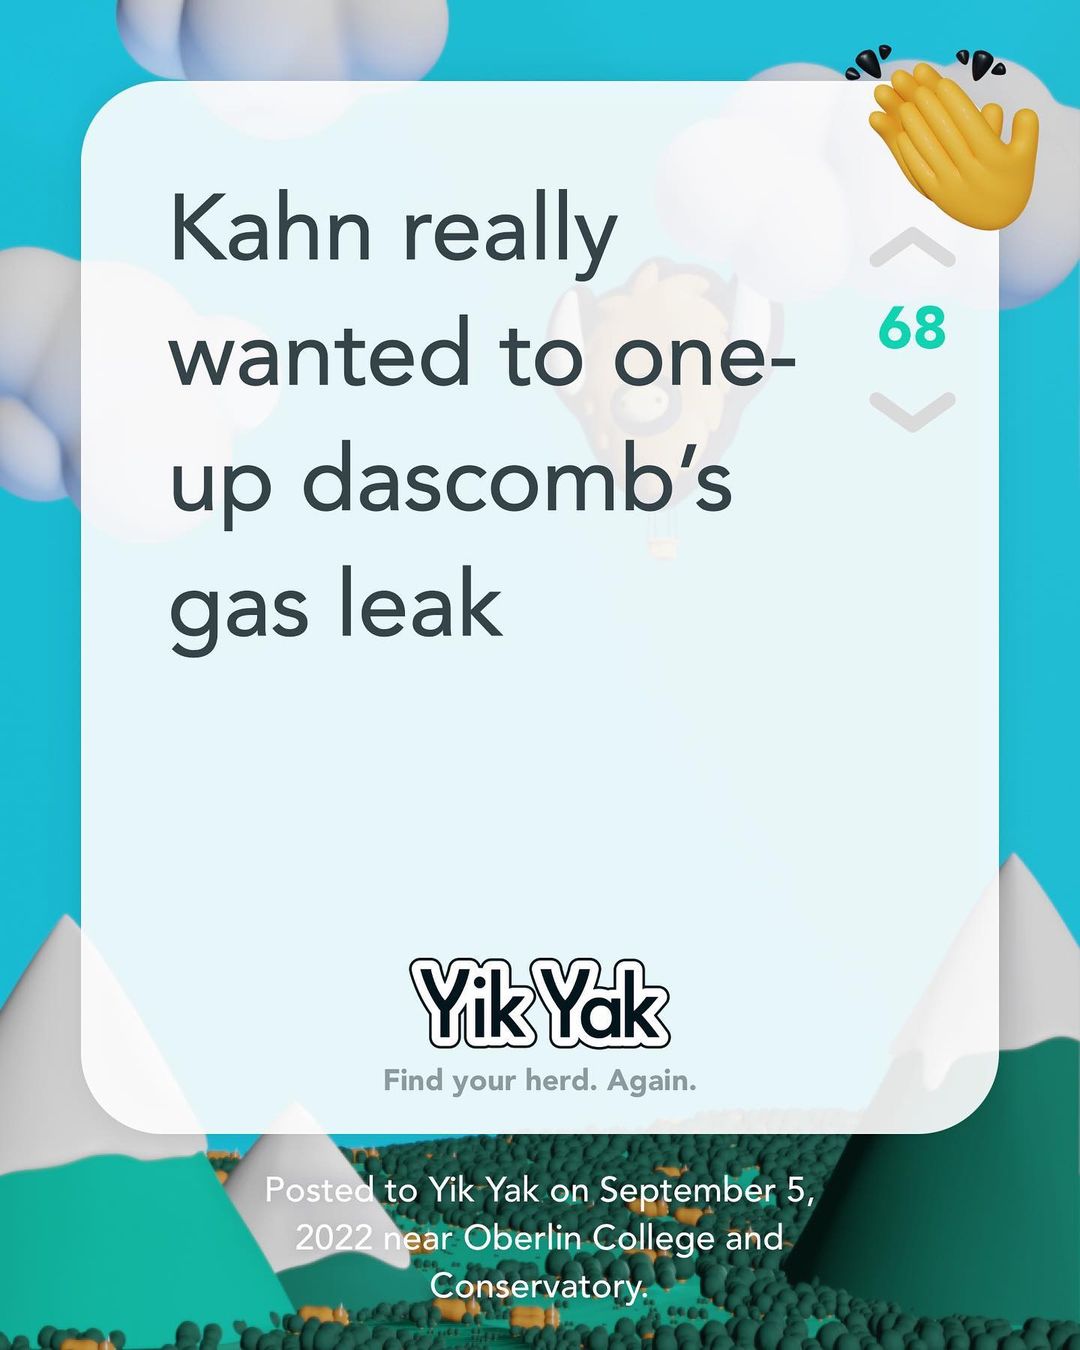 Kahn really
wanted to one-
up dascomb’s
gas leak
68
Yik Yak
Find your herd. Again.
Posted to Yik Yak on September 5,
2022 near Oberlin College and
Conservatory.